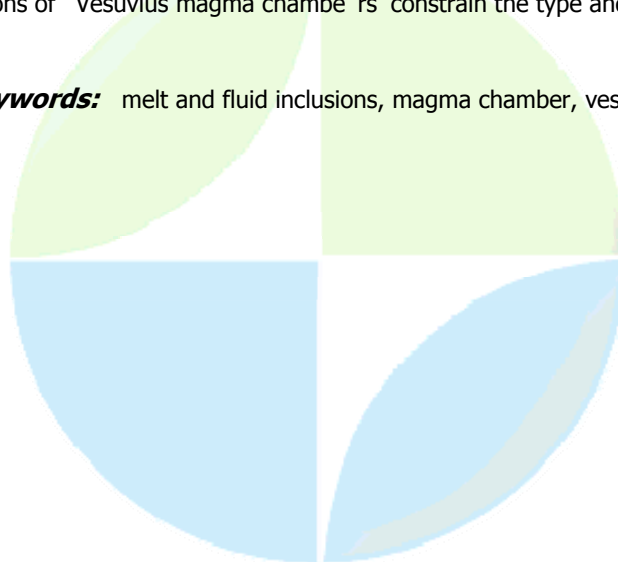 ons of Vesuvius magma chambe rs constrain the type and
ywords: melt and fluid inclusions, magma chamber, ves